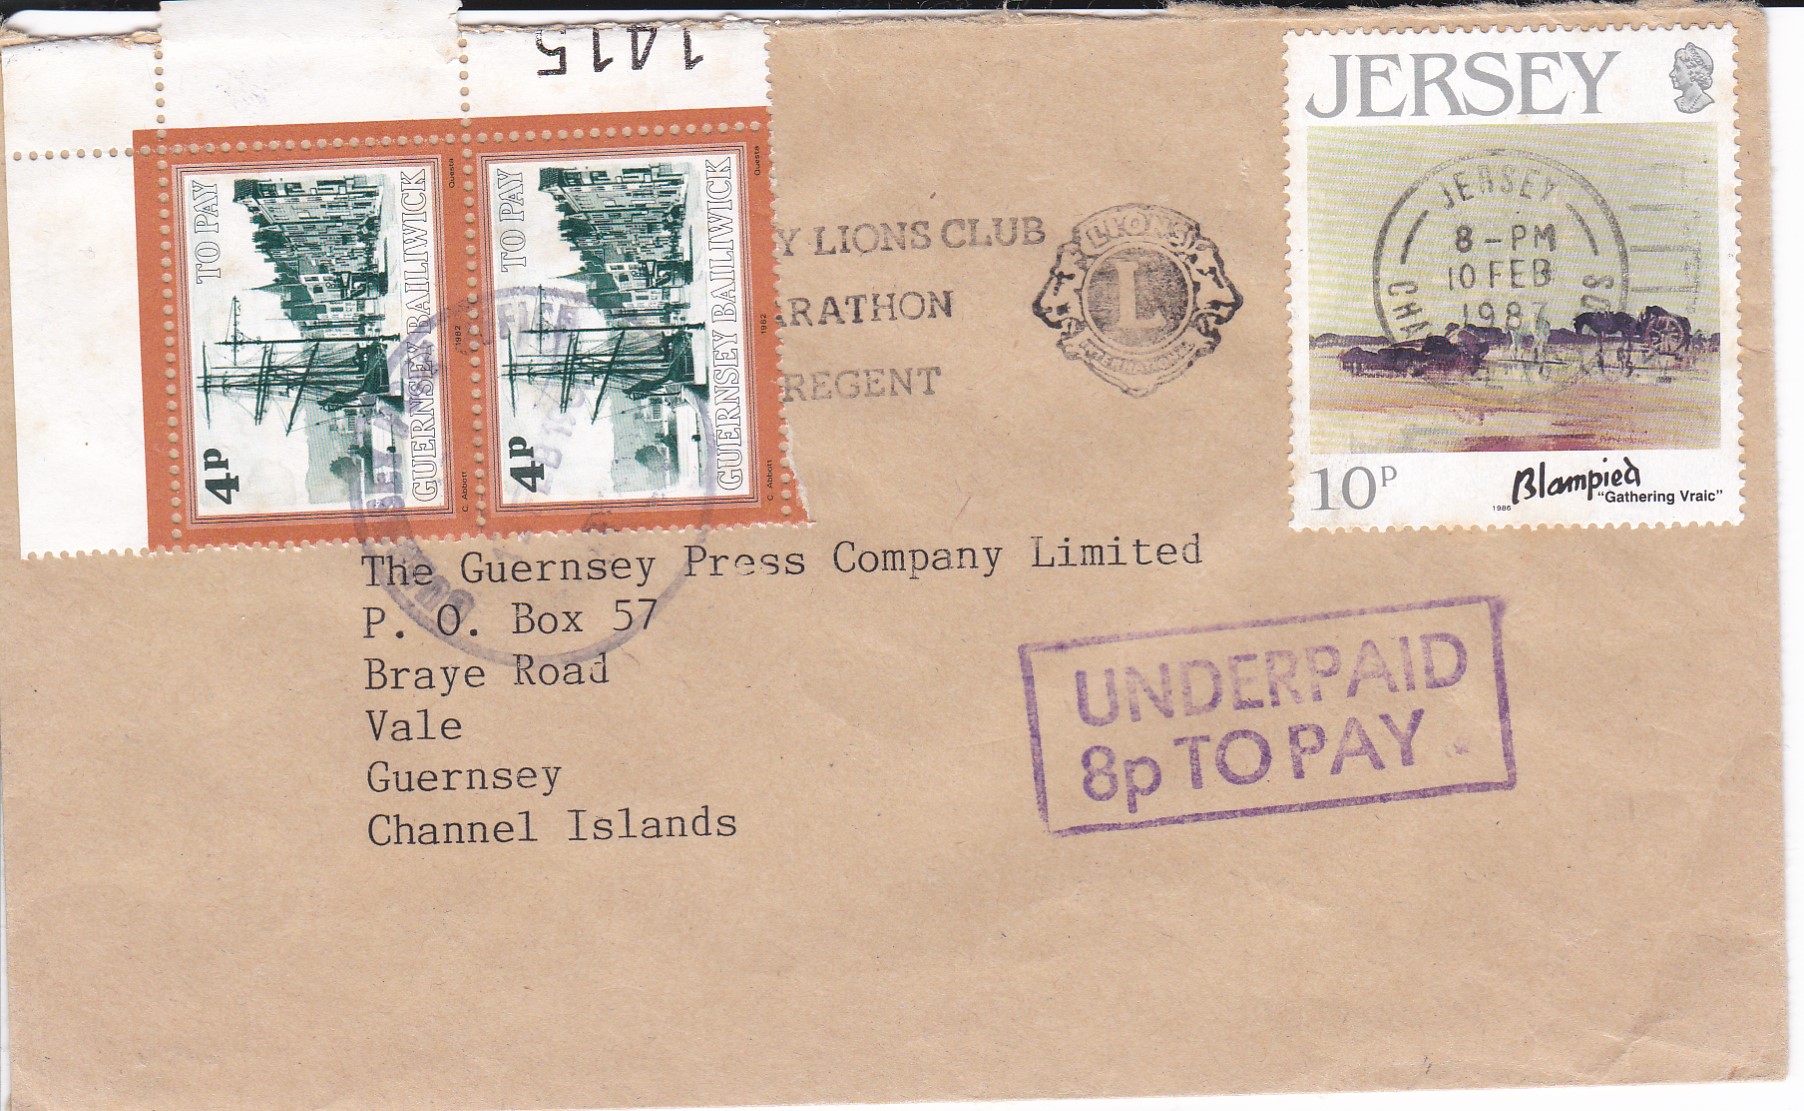 1415
TO PAY
GUERNSEY BAILIWICK
4p
C. Abbott
1982
Questa
TO PAY
GUERNSEY BAILIWICK
4p
C. Abbott
1982
Questa
Y LIONS CLUB
ARATHON
REGENT
LIONS
L
INTERNATIONAL
JERSEY
JERSEY
8-PM
10 FEB
1987
10P
Blampied
1986 "Gathering Vraic"
The Guernsey Press Company Limited
P. O. Box 57
Braye Road
Vale
Guernsey
Channel Islands
UNDERPAID
8p TO PAY